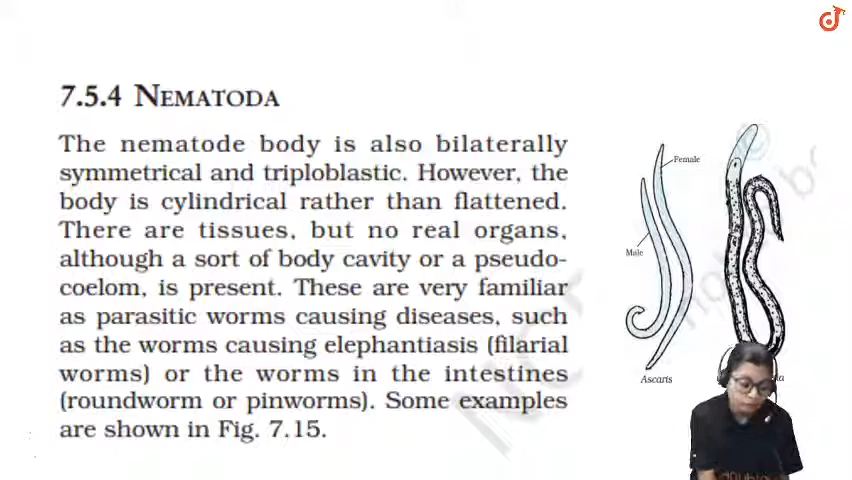 7.5.4 NEMATODA
The nematode body is also bilaterally
symmetrical and triploblastic. However, the
body is cylindrical rather than flattened.
There are tissues, but no real organs,
although a sort of body cavity or a pseudo-
coelom, is present. These are very familiar
as parasitic worms causing diseases, such
as the worms causing elephantiasis (filarial
worms) or the worms in the intestines
(roundworm or pinworms). Some examples
are shown in Fig. 7.15.
Female
Male
Ascaris